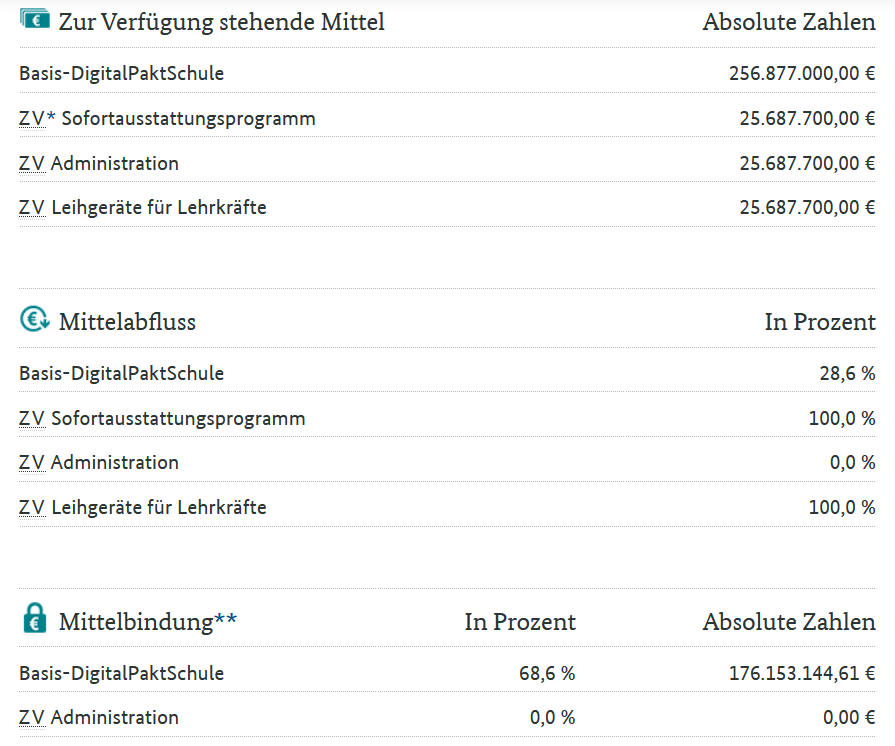 Zur Verfügung stehende Mittel Absolute Zahlen
Basis-DigitalPaktSchule 256.877.000,00 €
ZV* Sofortausstattungsprogramm 25.687.700,00 €
ZV Administration 25.687.700,00 €
ZV Leihgeräte für Lehrkräfte 25.687.700,00 €
Mittelabfluss In Prozent
Basis-DigitalPaktSchule 28,6 %
ZV Sofortausstattungsprogramm 100,0 %
ZV Administration 0,0 %
ZV Leihgeräte für Lehrkräfte 100,0 %
Mittelbindung** In Prozent Absolute Zahlen
Basis-DigitalPaktSchule 68,6 % 176.153.144,61 €
ZV Administration 0,0 % 0,00 €